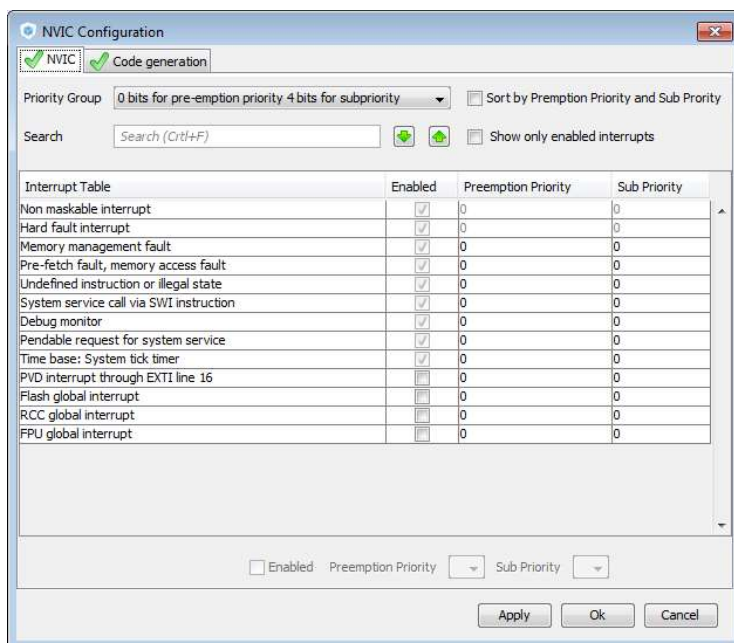 NVIC Configuration
NVIC Code generation
Priority Group 0 bits for pre-emption priority 4 bits for subpriority Sort by Premption Priority and Sub Prority
Search Search (Crtl+F) Show only enabled interrupts
Interrupt Table Enabled Preemption Priority Sub Priority
Non maskable interrupt 0 0
Hard fault interrupt 0 0
Memory management fault 0 0
Pre-fetch fault, memory access fault 0 0
Undefined instruction or illegal state 0 0
System service call via SWI instruction 0 0
Debug monitor 0 0
Pendable request for system service 0 0
Time base: System tick timer 0 0
PVD interrupt through EXTI line 16 0 0
Flash global interrupt 0 0
RCC global interrupt 0 0
FPU global interrupt 0 0
Enabled Preemption Priority Sub Priority
Apply Ok Cancel